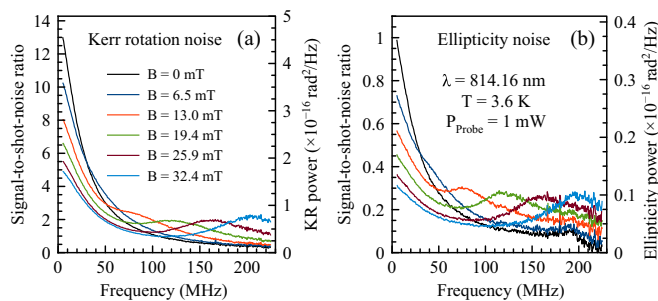 Kerr rotation noise (a)
B = 0 mT
B = 6.5 mT
B = 13.0 mT
B = 19.4 mT
B = 25.9 mT
B = 32.4 mT
Signal-to-shot-noise ratio
14
12
10
8
6
4
2
0
0 50 100 150 200
Frequency (MHz)
5
4
3
2
1
0
KR power (×10⁻¹⁶ rad²/Hz)
Ellipticity noise (b)
λ = 814.16 nm
T = 3.6 K
P_Probe = 1 mW
Signal-to-shot-noise ratio
1
0.8
0.6
0.4
0.2
0
0 50 100 150 200
Frequency (MHz)
0.4
0.3
0.2
0.1
0
Ellipticity power (×10⁻¹⁶ rad²/Hz)